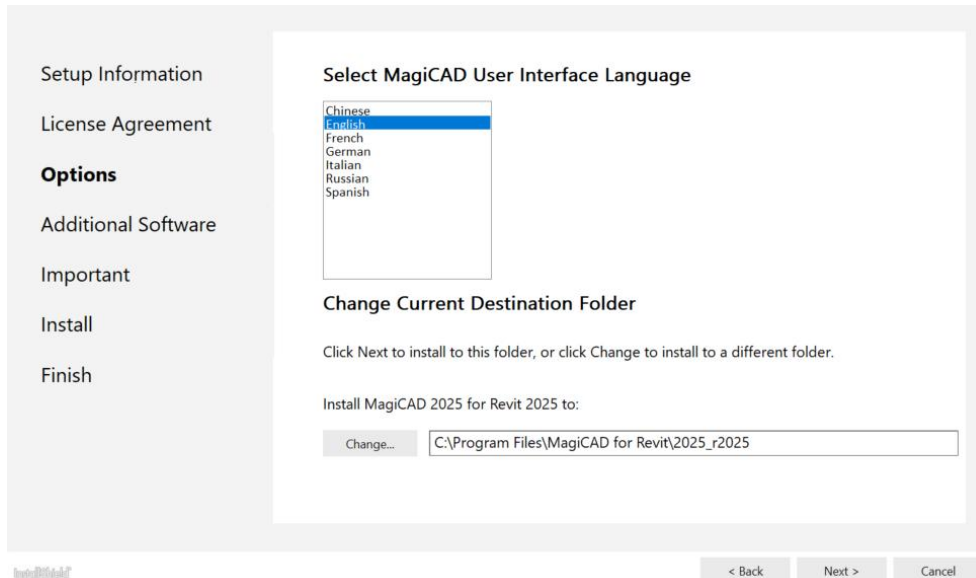 Setup Information
License Agreement
Options
Additional Software
Important
Install
Finish
Select MagiCAD User Interface Language
Chinese
English
French
German
Italian
Russian
Spanish
Change Current Destination Folder
Click Next to install to this folder, or click Change to install to a different folder.
Install MagiCAD 2025 for Revit 2025 to:
Change...
C:\Program Files\MagiCAD for Revit\2025_r2025
InstallShield
< Back
Next >
Cancel